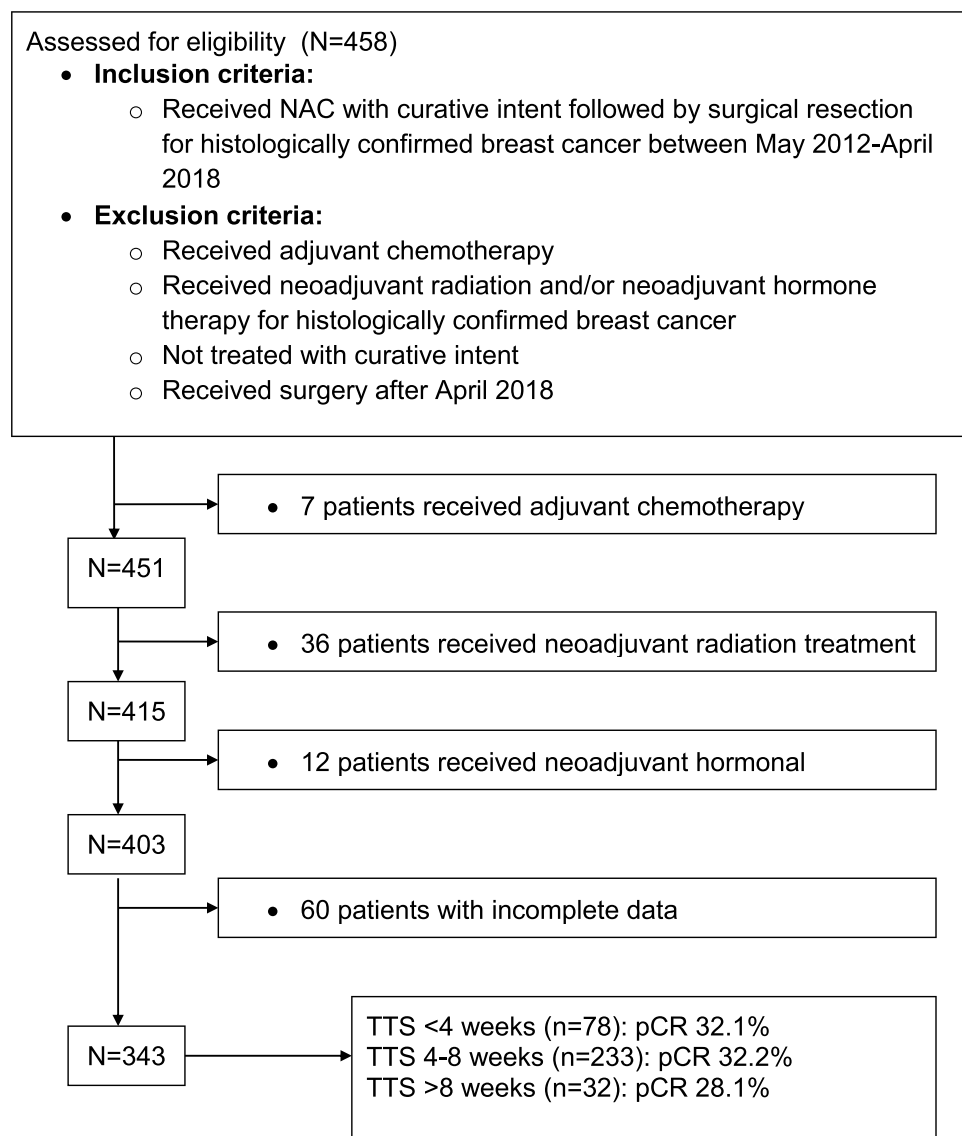 Assessed for eligibility (N=458)
• Inclusion criteria:
o Received NAC with curative intent followed by surgical resection
for histologically confirmed breast cancer between May 2012-April
2018
• Exclusion criteria:
o Received adjuvant chemotherapy
o Received neoadjuvant radiation and/or neoadjuvant hormone
therapy for histologically confirmed breast cancer
o Not treated with curative intent
o Received surgery after April 2018
• 7 patients received adjuvant chemotherapy
N=451
• 36 patients received neoadjuvant radiation treatment
N=415
• 12 patients received neoadjuvant hormonal
N=403
• 60 patients with incomplete data
N=343
TTS <4 weeks (n=78): pCR 32.1%
TTS 4-8 weeks (n=233): pCR 32.2%
TTS >8 weeks (n=32): pCR 28.1%